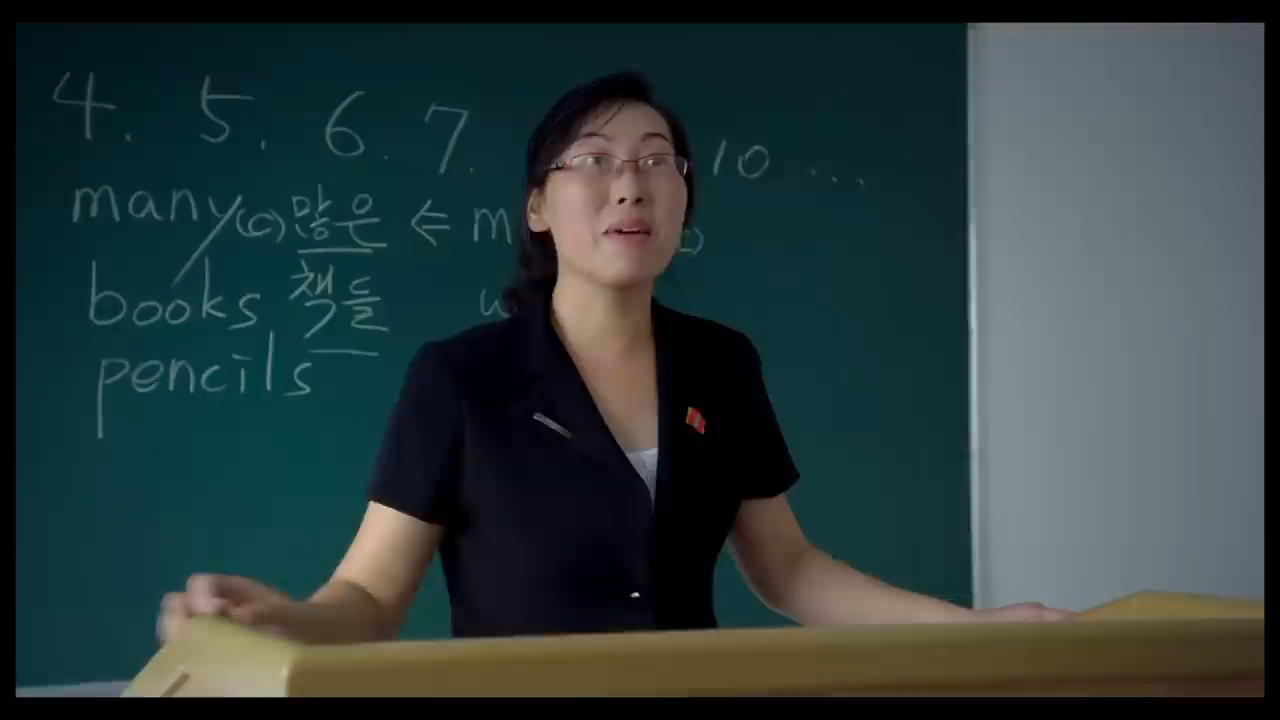 4. 5. 6. 7. 10 ...
many (c) 많은 ⇐ m
books 책들
pencils